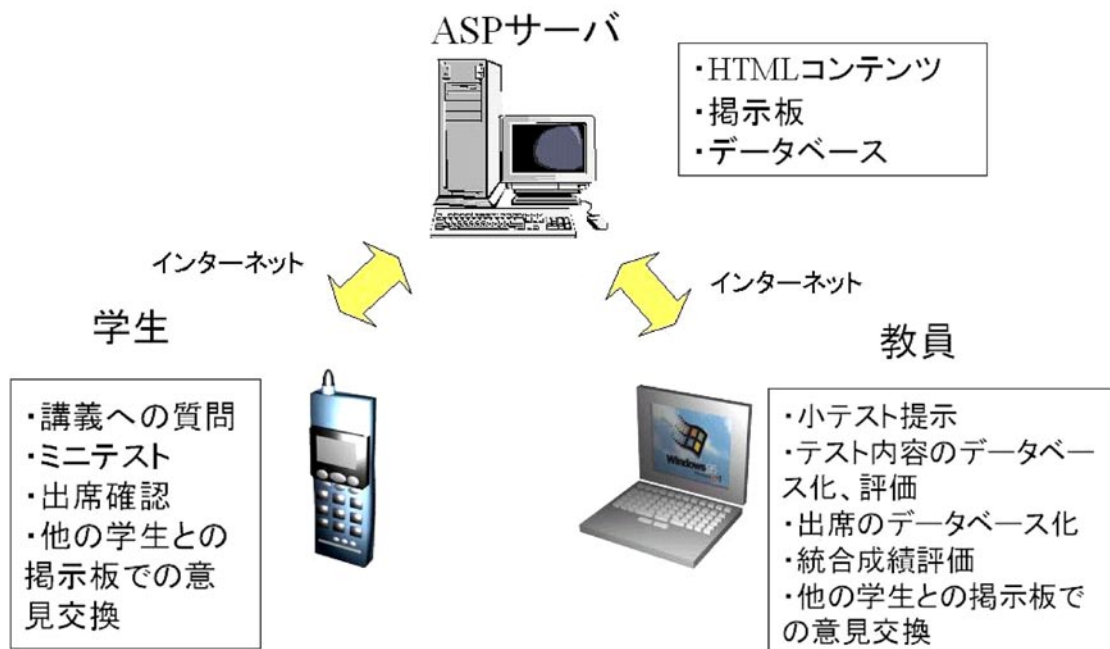 ASPサーバ
・HTMLコンテンツ
・掲示板
・データベース
インターネット
インターネット
学生
・講義への質問
・ミニテスト
・出席確認
・他の学生との
掲示板での意
見交換
教員
・小テスト提示
・テスト内容のデータベー
ス化、評価
・出席のデータベース化
・統合成績評価
・他の学生との掲示板で
の意見交換
Windows